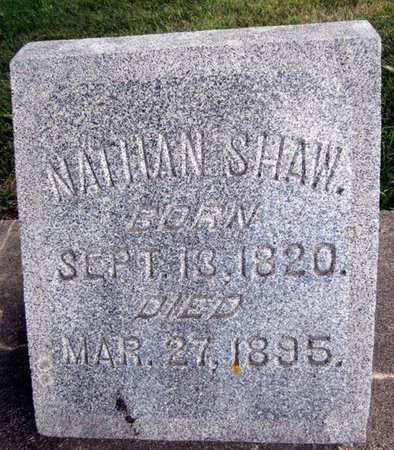 NATHAN SHAW.
BORN
SEPT. 13, 1820.
DIED
MAR. 27, 1895.